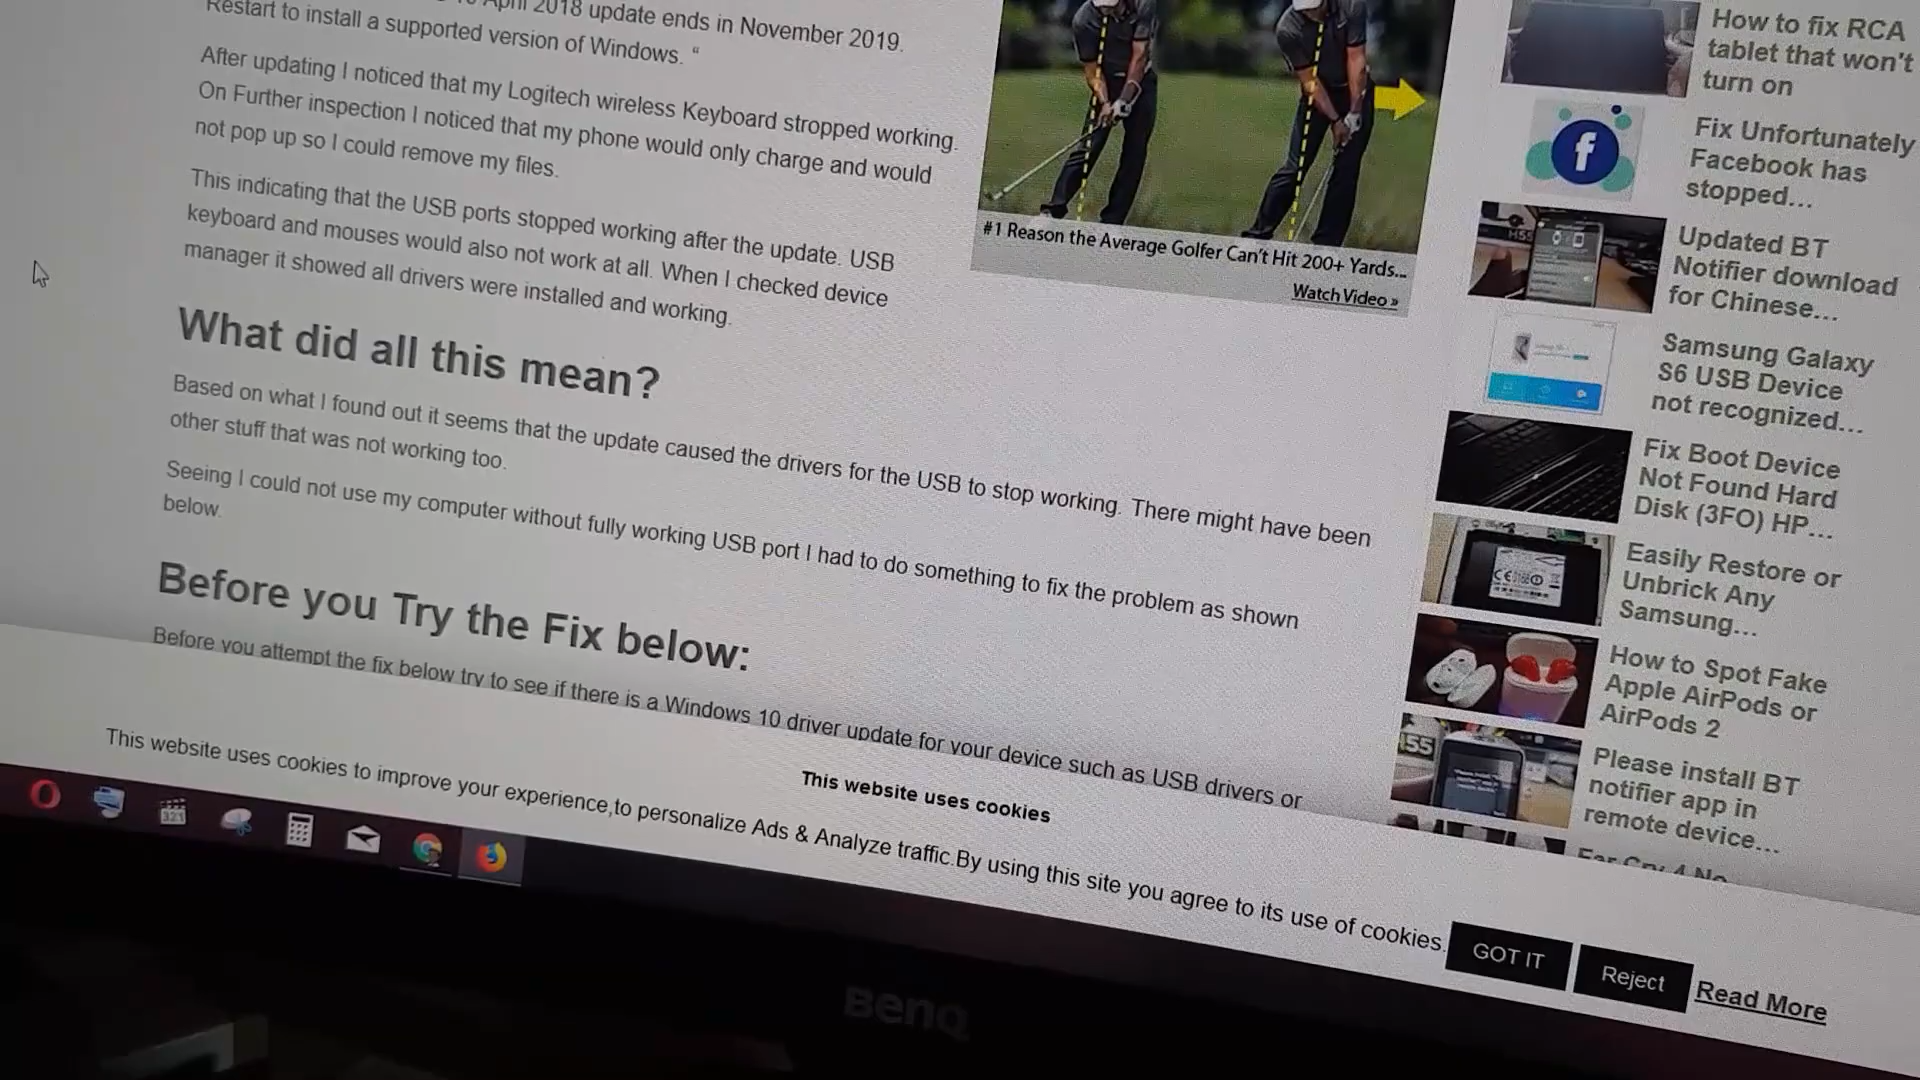 April 2018 update ends in November 2019.
Restart to install a supported version of Windows. “
After updating I noticed that my Logitech wireless Keyboard stropped working.
On Further inspection I noticed that my phone would only charge and would
not pop up so I could remove my files.
This indicating that the USB ports stopped working after the update. USB
keyboard and mouses would also not work at all. When I checked device
manager it showed all drivers were installed and working.
What did all this mean?
Based on what I found out it seems that the update caused the drivers for the USB to stop working. There might have been
other stuff that was not working too.
Seeing I could not use my computer without fully working USB port I had to do something to fix the problem as shown
below.
Before you Try the Fix below:
Before you attempt the fix below try to see if there is a Windows 10 driver update for your device such as USB drivers or
#1 Reason the Average Golfer Can't Hit 200+ Yards...
Watch Video »
How to fix RCA
tablet that won't
turn on
Fix Unfortunately
Facebook has
stopped...
Updated BT
Notifier download
for Chinese...
Samsung Galaxy
S6 USB Device
not recognized...
Fix Boot Device
Not Found Hard
Disk (3FO) HP...
Easily Restore or
Unbrick Any
Samsung...
How to Spot Fake
Apple AirPods or
AirPods 2
Please install BT
notifier app in
remote device...
Far Cry 4 No
This website uses cookies
This website uses cookies to improve your experience,to personalize Ads & Analyze traffic.By using this site you agree to its use of cookies.
GOT IT
Reject
Read More
321
BenQ